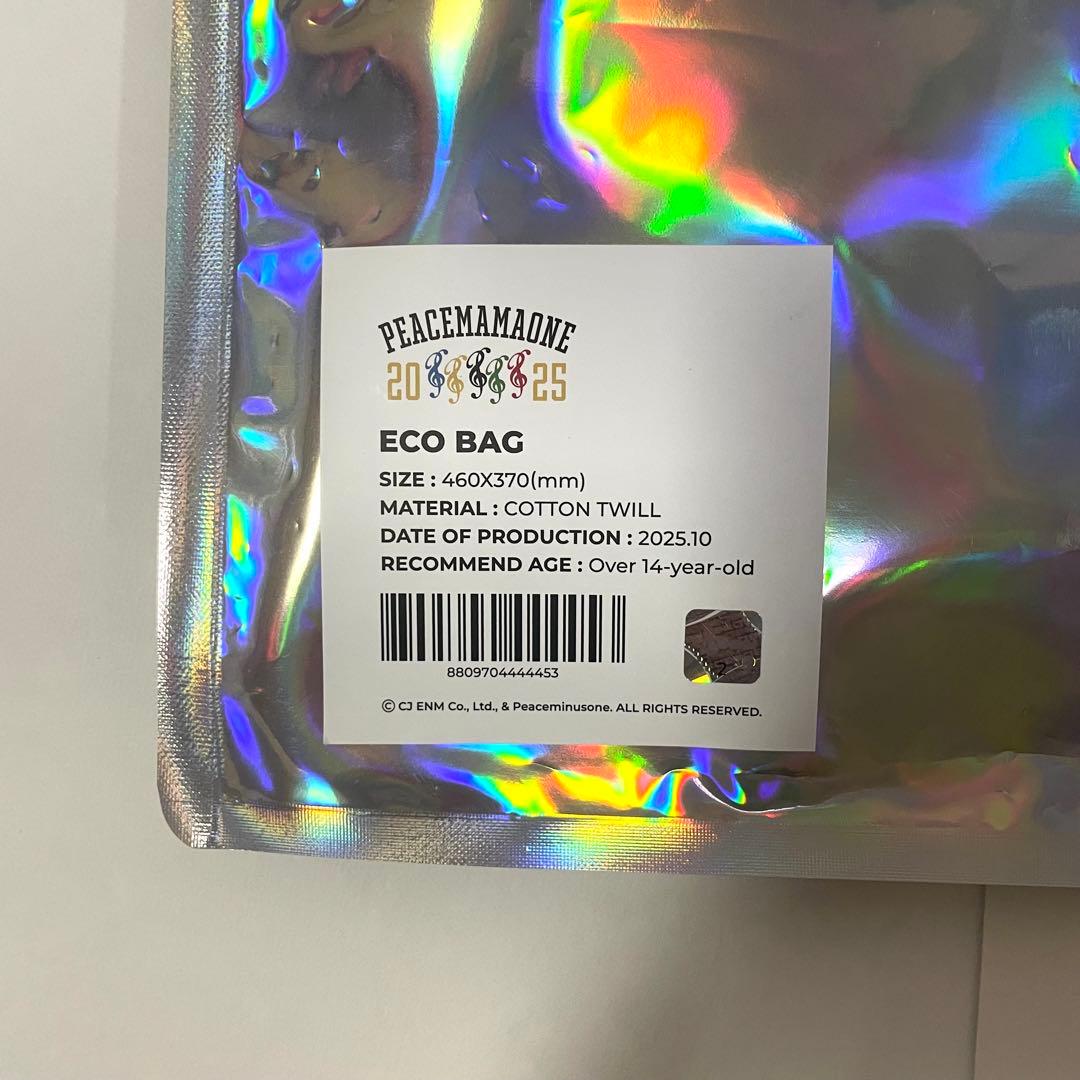 PEACEMAMAONE
20 25
ECO BAG
SIZE : 460X370(mm)
MATERIAL : COTTON TWILL
DATE OF PRODUCTION : 2025.10
RECOMMEND AGE : Over 14-year-old
8809704444453
© CJ ENM Co., Ltd., & Peaceminusone. ALL RIGHTS RESERVED.